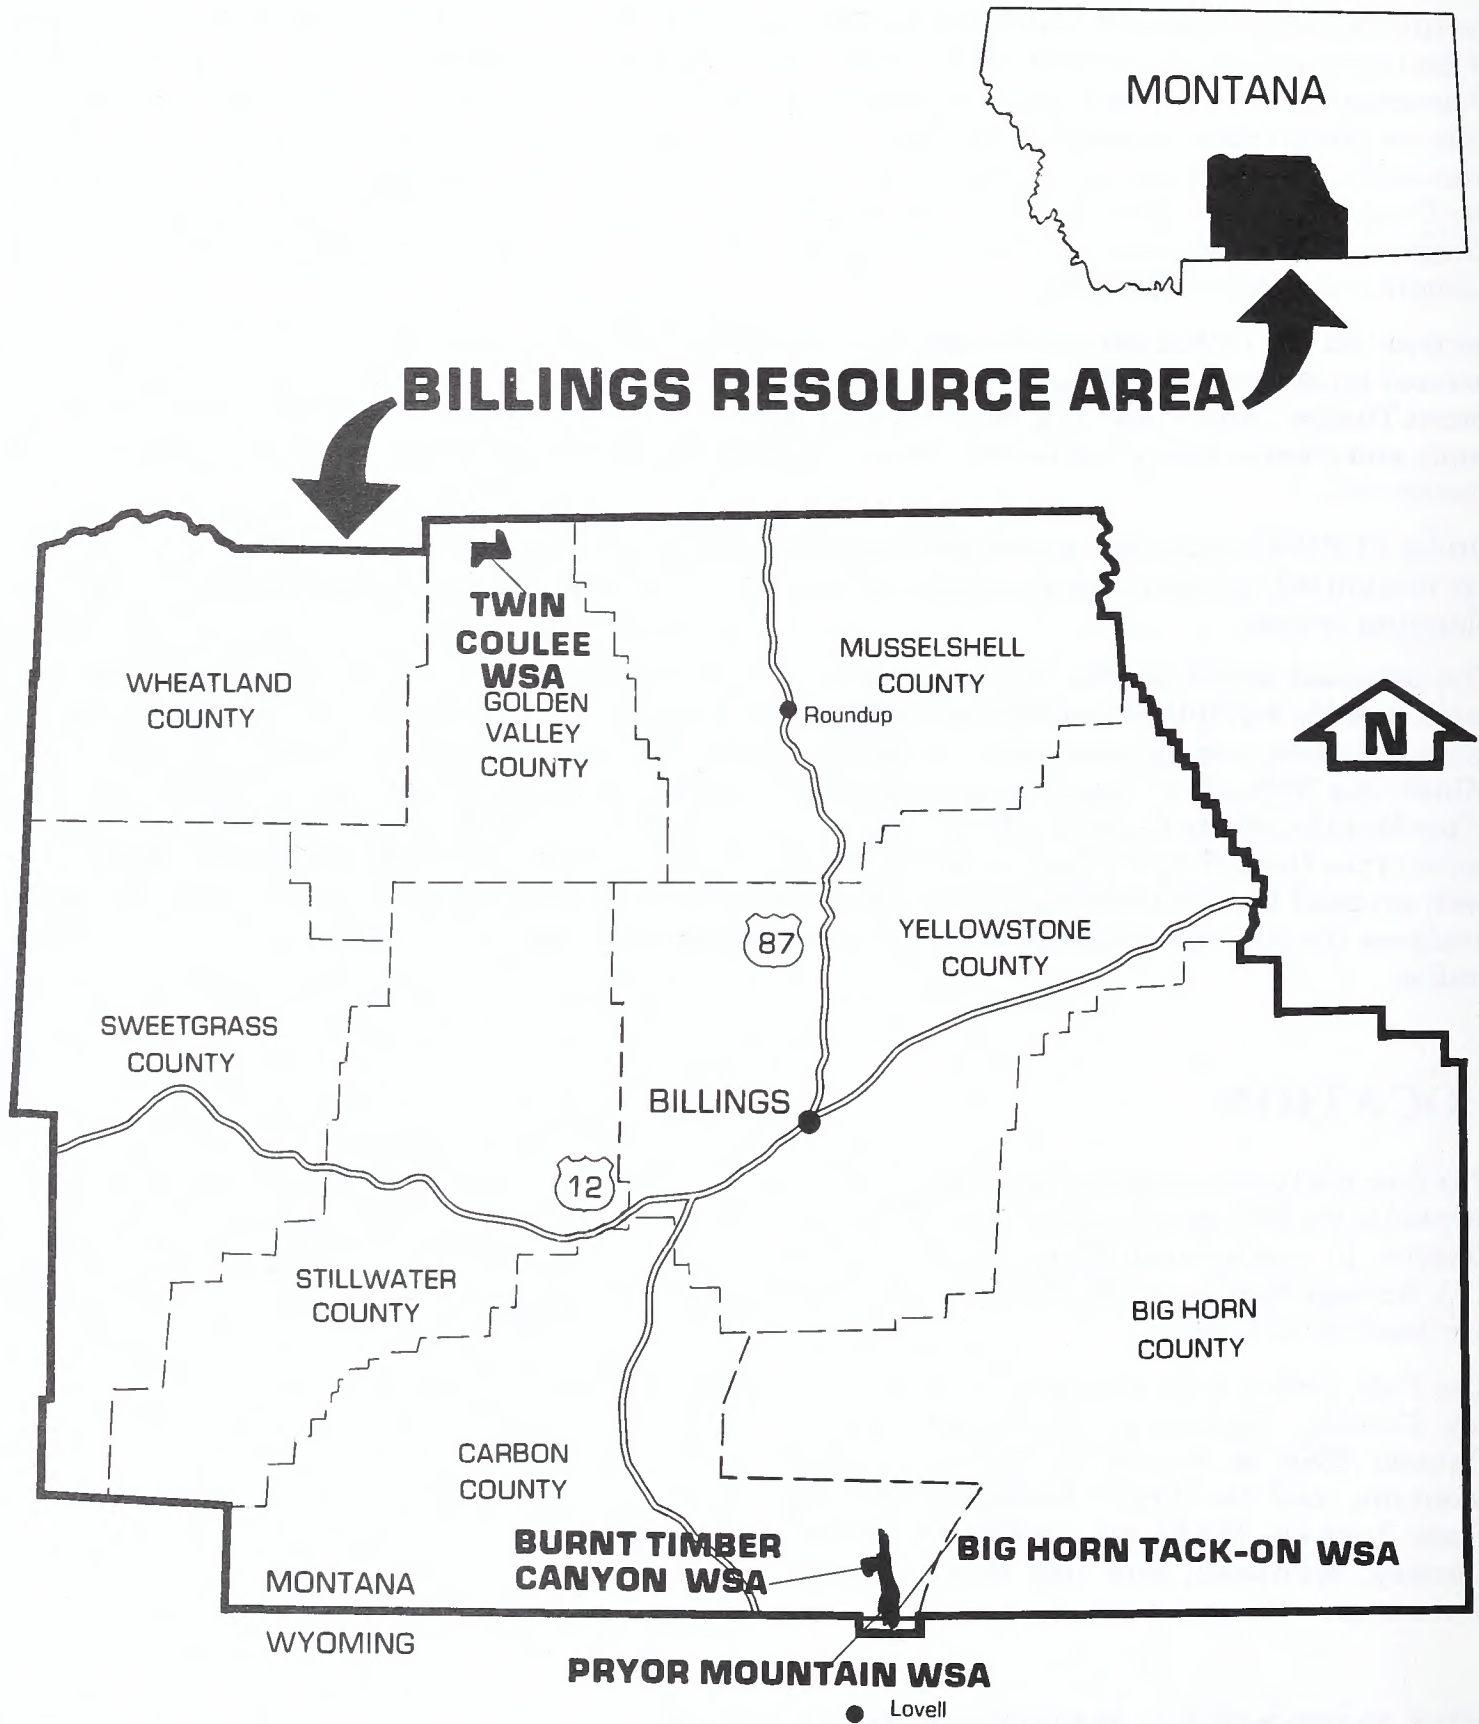 MONTANA
BILLINGS RESOURCE AREA
TWIN
COULEE
WSA
GOLDEN
VALLEY
COUNTY
WHEATLAND
COUNTY
MUSSELSHELL
COUNTY
Roundup
N
87
YELLOWSTONE
COUNTY
SWEETGRASS
COUNTY
BILLINGS
12
STILLWATER
COUNTY
BIG HORN
COUNTY
CARBON
COUNTY
BURNT TIMBER
CANYON WSA
BIG HORN TACK-ON WSA
MONTANA
WYOMING
PRYOR MOUNTAIN WSA
Lovell